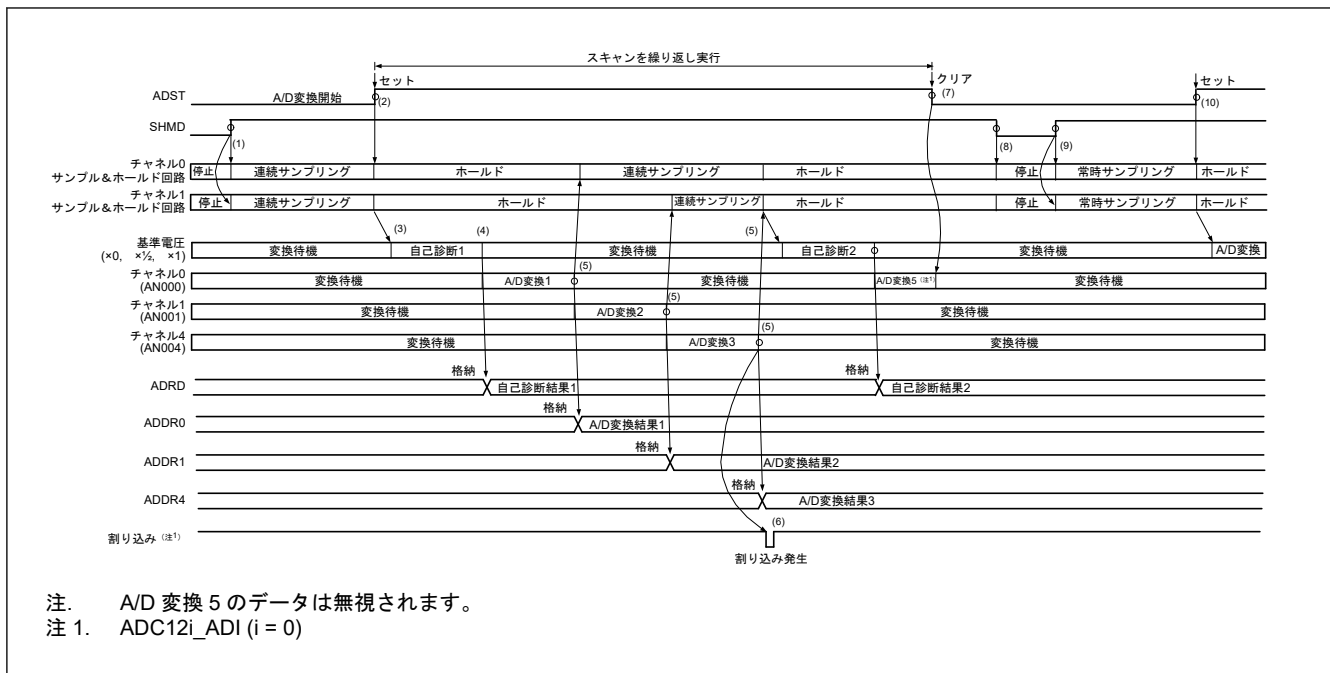 スキャンを繰り返し実行
セット
クリア
セット
ADST
A/D変換開始
(2)
(7)
(10)
SHMD
(1)
(8)
(9)
チャネル0
サンプル＆ホールド回路
停止
連続サンプリング
ホールド
連続サンプリング
ホールド
停止
常時サンプリング
ホールド
チャネル1
サンプル＆ホールド回路
停止
連続サンプリング
ホールド
連続サンプリング
ホールド
停止
常時サンプリング
ホールド
(3)
(4)
(5)
基準電圧
(×0, ×½, ×1)
変換待機
自己診断1
変換待機
自己診断2
変換待機
A/D変換
チャネル0
(AN000)
変換待機
A/D変換1
(5)
変換待機
A/D変換5 (注1)
変換待機
チャネル1
(AN001)
変換待機
A/D変換2
(5)
変換待機
チャネル4
(AN004)
変換待機
A/D変換3
(5)
変換待機
ADRD
格納
自己診断結果1
格納
自己診断結果2
ADDR0
格納
A/D変換結果1
ADDR1
格納
A/D変換結果2
ADDR4
格納
A/D変換結果3
割り込み (注1)
(6)
割り込み発生
注. A/D 変換 5 のデータは無視されます。
注 1. ADC12i_ADI (i = 0)